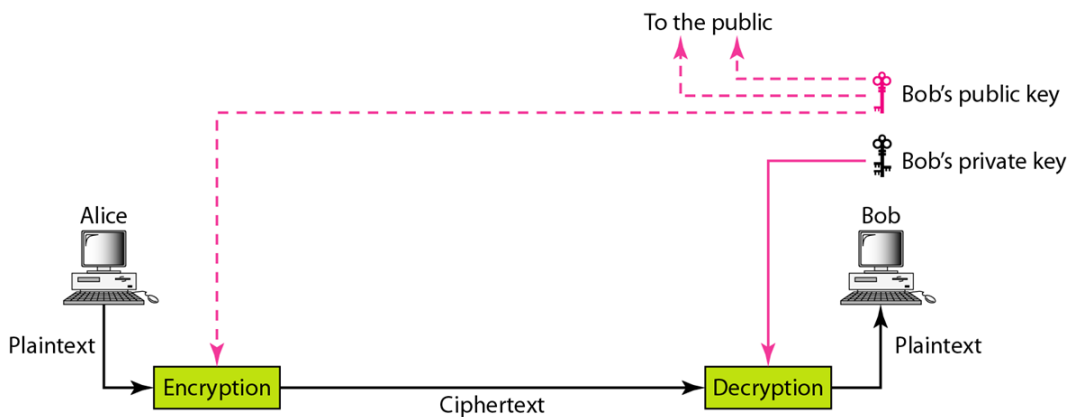 To the public
Bob’s public key
Bob’s private key
Alice
Bob
Plaintext
Plaintext
Encryption
Decryption
Ciphertext